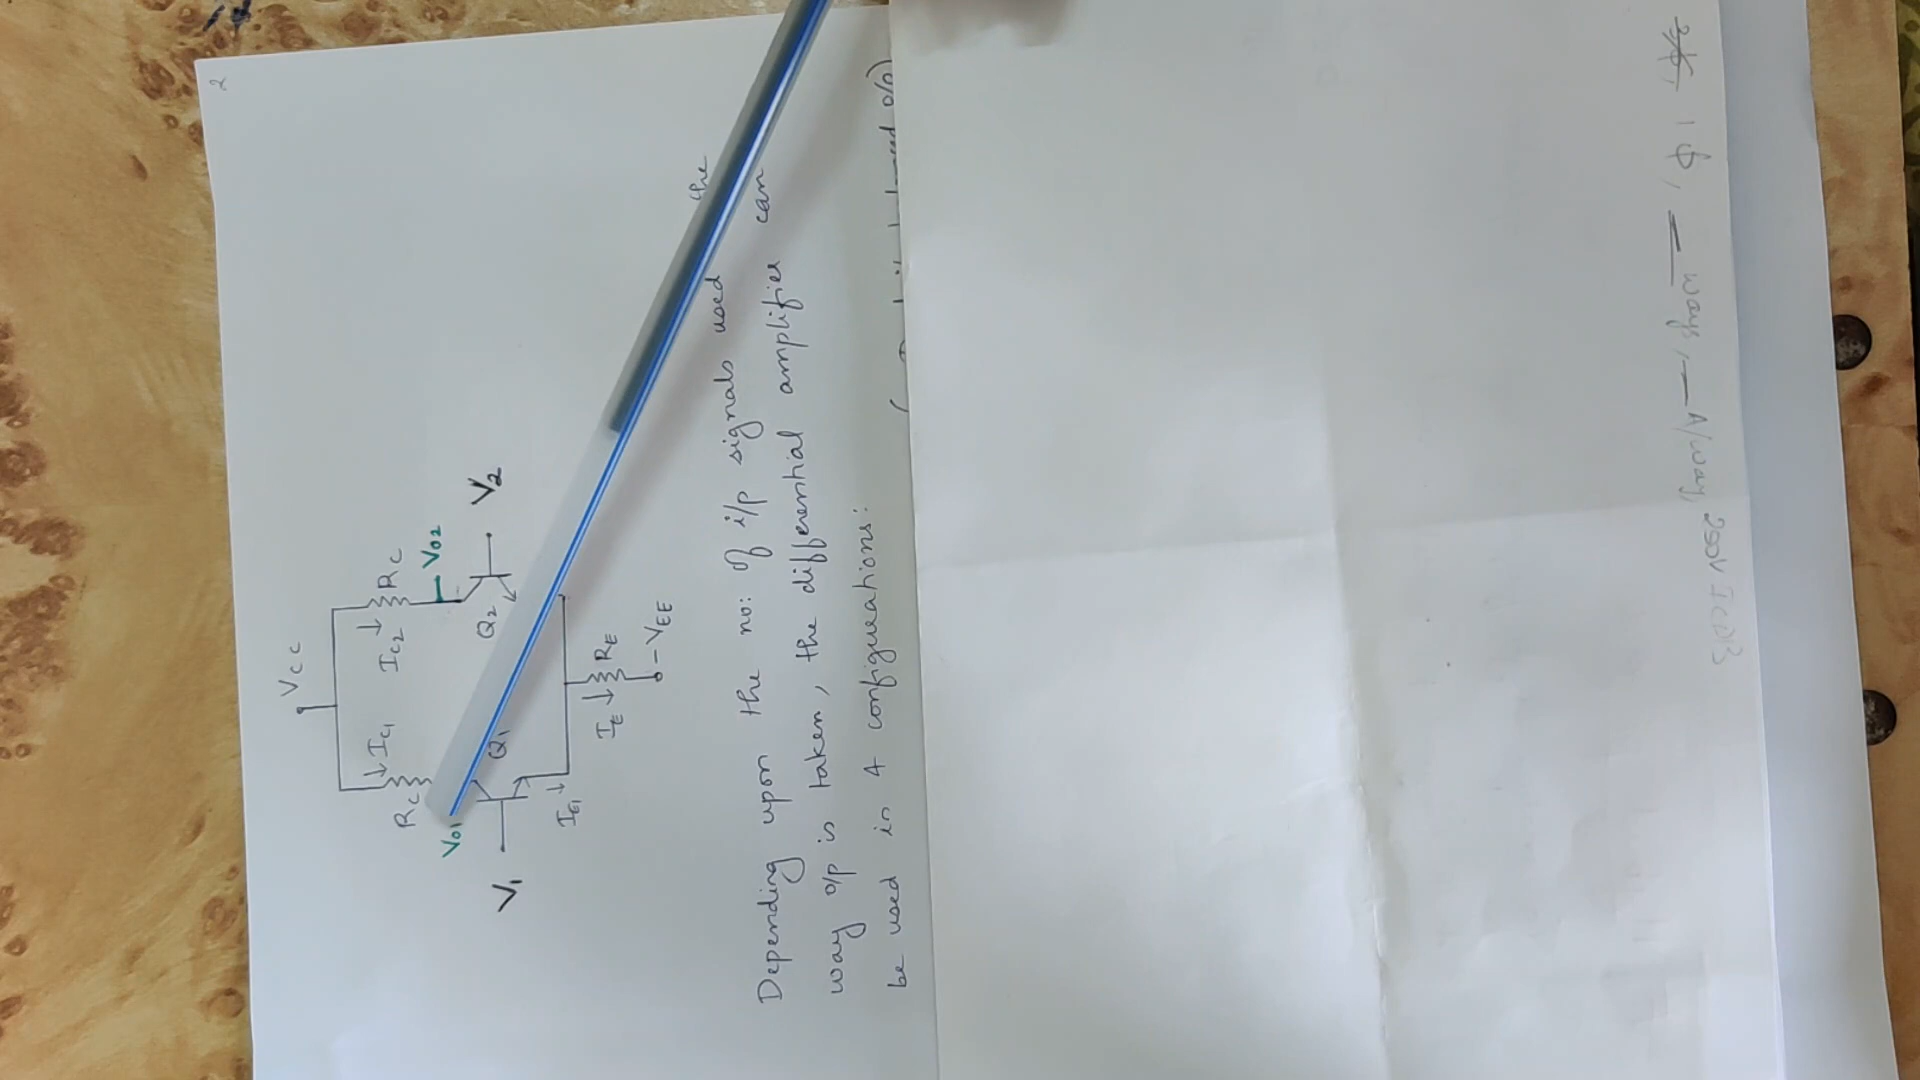 2
Vcc
Ic1
Ic2
Rc
Rc
Vo1
Vo2
Q1
Q2
V1
V2
IE1
IE
RE
-VEE
Depending upon the no: of i/p signals used the
way o/p is taken, the differential amplifier can
be used in 4 configurations:
1 ϕ, — ways, — A/way, 250V